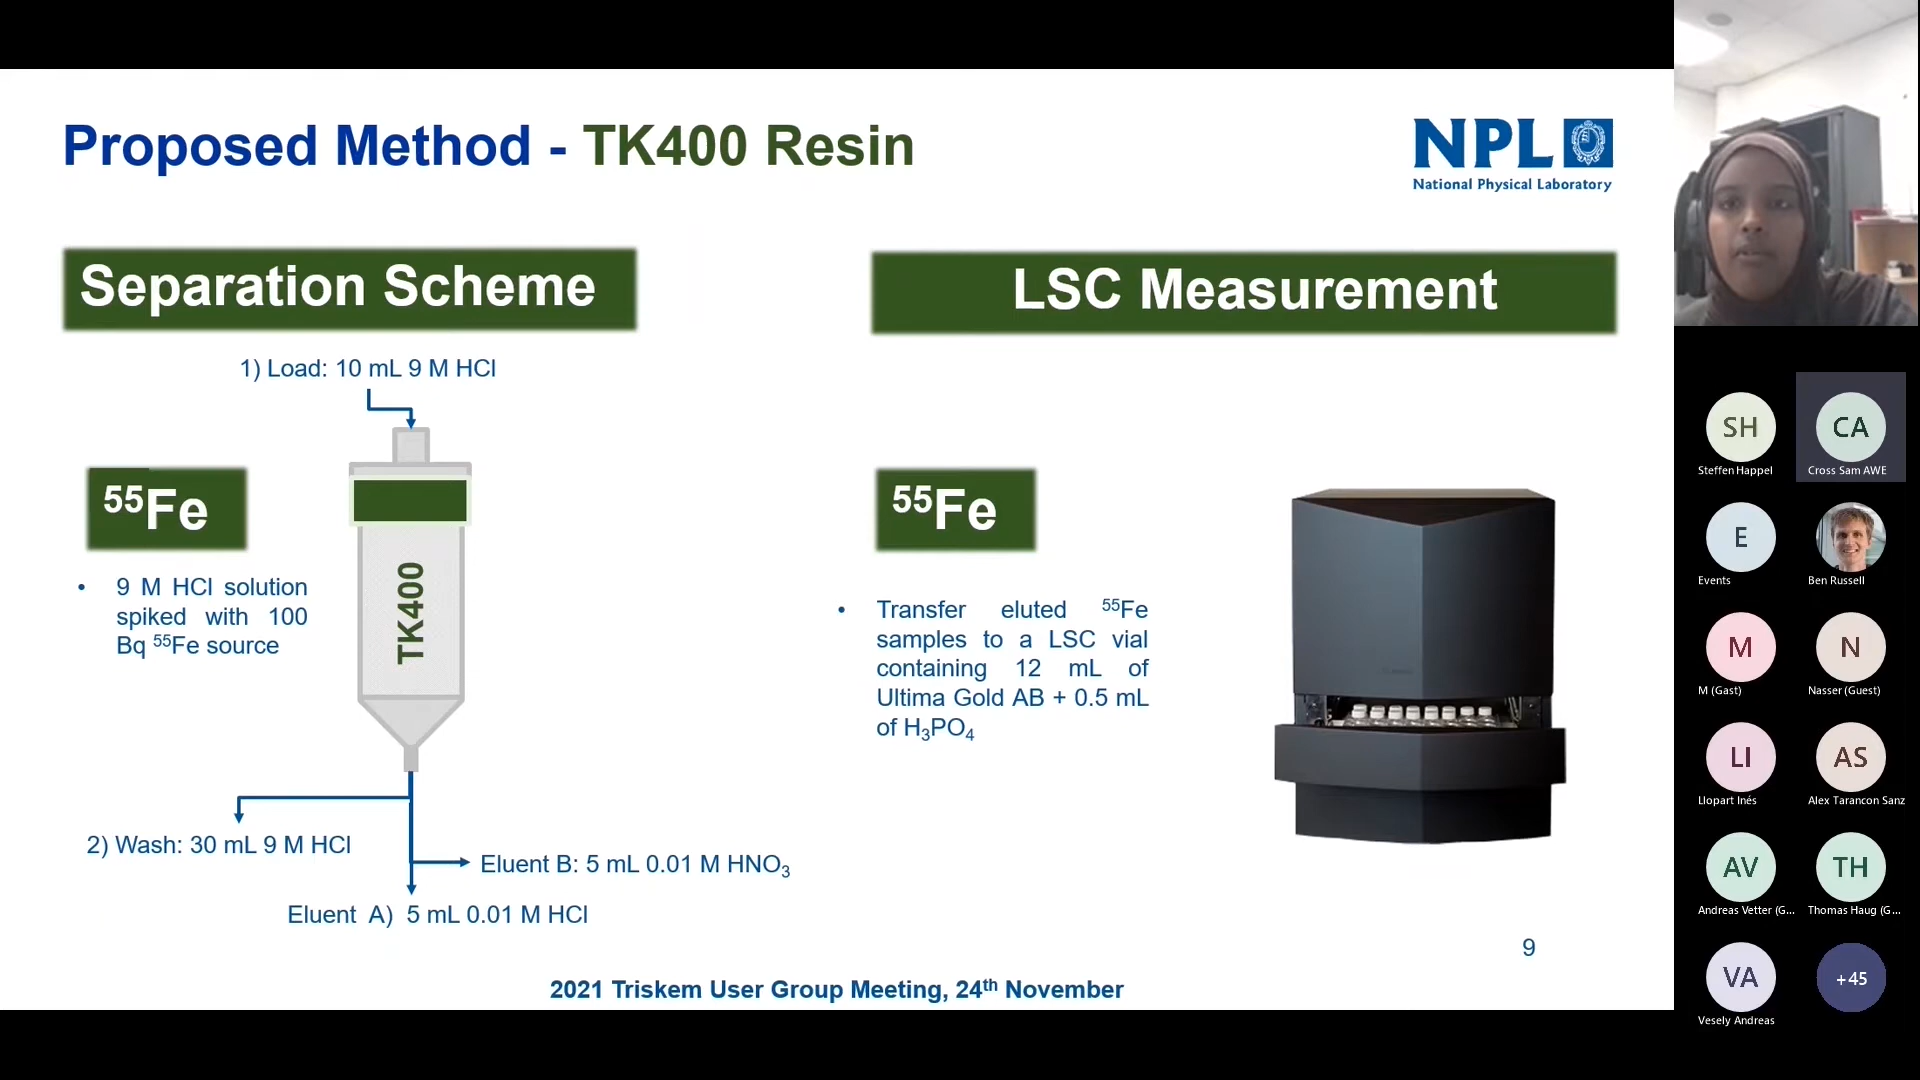 Proposed Method - TK400 Resin
NPL
National Physical Laboratory
Separation Scheme
LSC Measurement
1) Load: 10 mL 9 M HCl
55Fe
9 M HCl solution
spiked with 100
Bq 55Fe source
TK400
2) Wash: 30 mL 9 M HCl
Eluent B: 5 mL 0.01 M HNO3
Eluent A) 5 mL 0.01 M HCl
55Fe
• Transfer eluted 55Fe
samples to a LSC vial
containing 12 mL of
Ultima Gold AB + 0.5 mL
of H3PO4
9
2021 Triskem User Group Meeting, 24th November
SH
Steffen Happel
CA
Cross Sam AWE
E
Events
Ben Russell
M
M (Gast)
N
Nasser (Guest)
LI
Llopart Inés
AS
Alex Tarancon Sanz
AV
Andreas Vetter (G...
TH
Thomas Haug (G...
VA
Vesely Andreas
+45